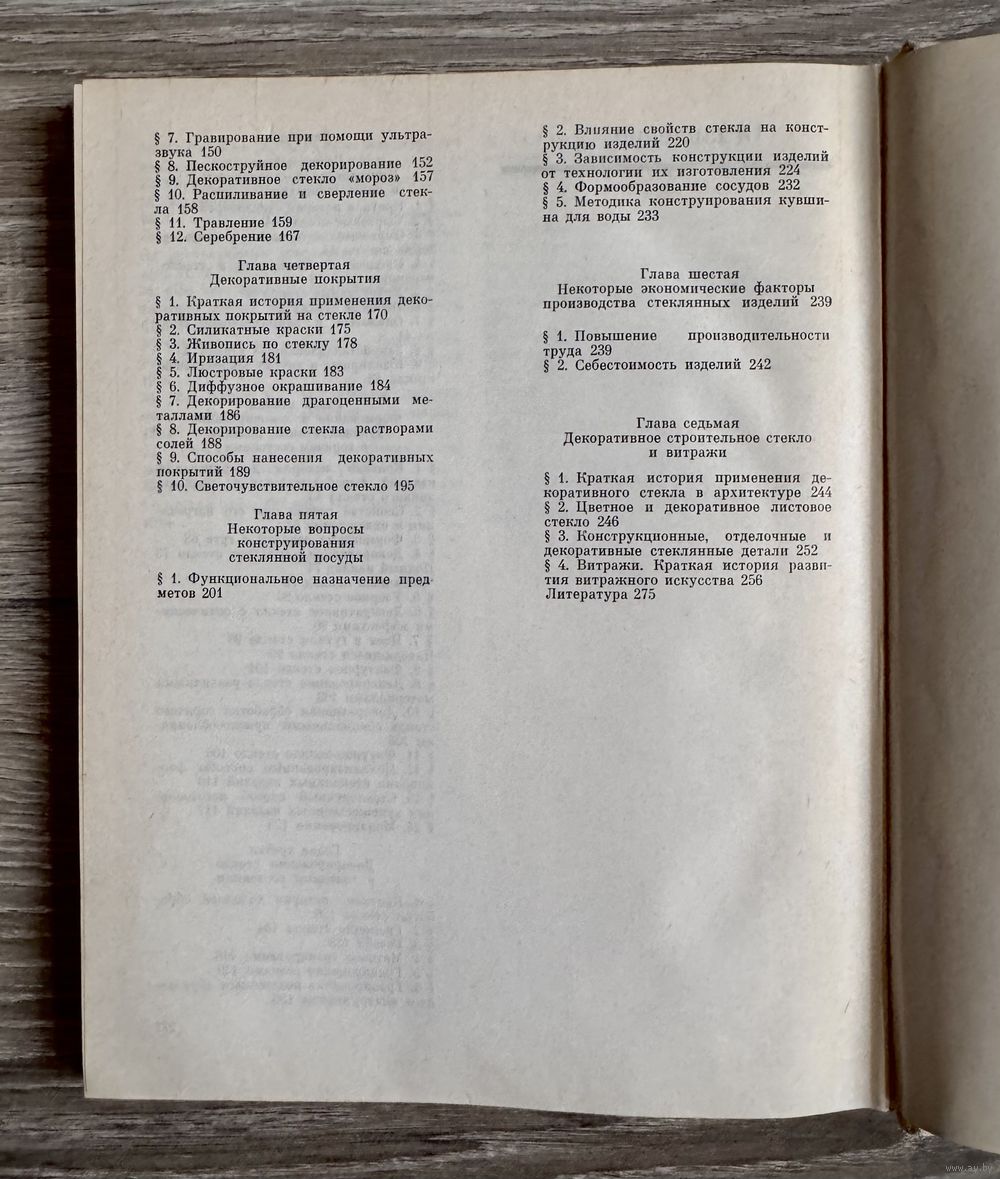 § 7. Гравирование при помощи ультра-
звука 150
§ 8. Пескоструйное декорирование 152
§ 9. Декоративное стекло «мороз» 157
§ 10. Распиливание и сверление стек-
ла 158
§ 11. Травление 159
§ 12. Серебрение 167
Глава четвертая
Декоративные покрытия
§ 1. Краткая история применения деко-
ративных покрытий на стекле 170
§ 2. Силикатные краски 175
§ 3. Живопись по стеклу 178
§ 4. Иризация 181
§ 5. Люстровые краски 183
§ 6. Диффузное окрашивание 184
§ 7. Декорирование драгоценными ме-
таллами 186
§ 8. Декорирование стекла растворами
солей 188
§ 9. Способы нанесения декоративных
покрытий 189
§ 10. Светочувствительное стекло 195
Глава пятая
Некоторые вопросы
конструирования
стеклянной посуды
§ 1. Функциональное назначение пред-
метов 201
§ 2. Влияние свойств стекла на конст-
рукцию изделий 220
§ 3. Зависимость конструкции изделий
от технологии их изготовления 224
§ 4. Формообразование сосудов 232
§ 5. Методика конструирования кувши-
на для воды 233
Глава шестая
Некоторые экономические факторы
производства стеклянных изделий 239
§ 1. Повышение производительности
труда 239
§ 2. Себестоимость изделий 242
Глава седьмая
Декоративное строительное стекло
и витражи
§ 1. Краткая история применения де-
коративного стекла в архитектуре 244
§ 2. Цветное и декоративное листовое
стекло 246
§ 3. Конструкционные, отделочные и
декоративные стеклянные детали 252
§ 4. Витражи. Краткая история разви-
тия витражного искусства 256
Литература 275
www.ay.by